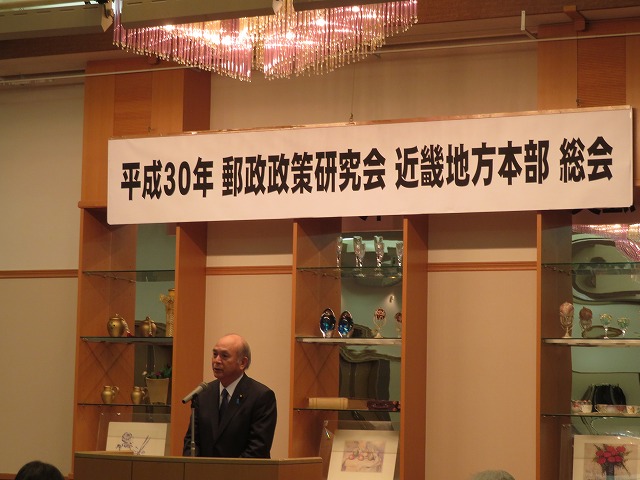 平成30年 郵政政策研究会 近畿地方本部 総会